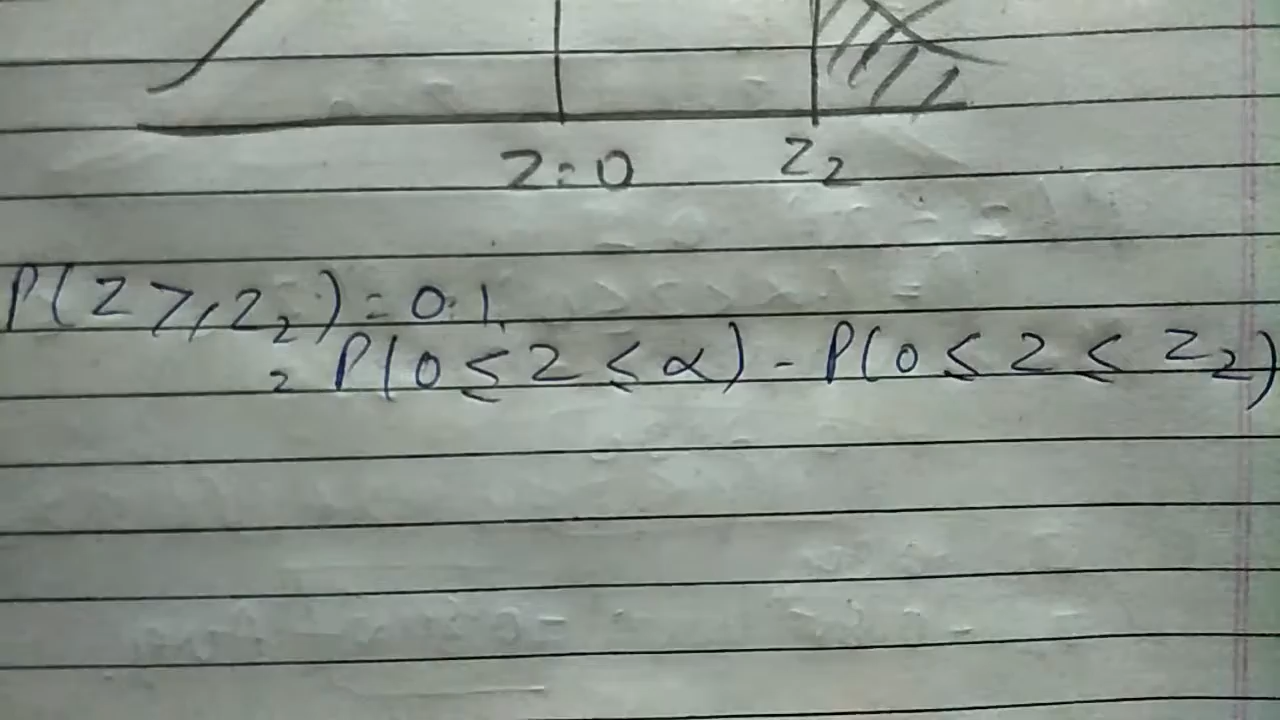 Z=0 Z₂
P(Z≥Z₂)=0.1
= P(0≤Z≤α) - P(0≤Z≤Z₂)